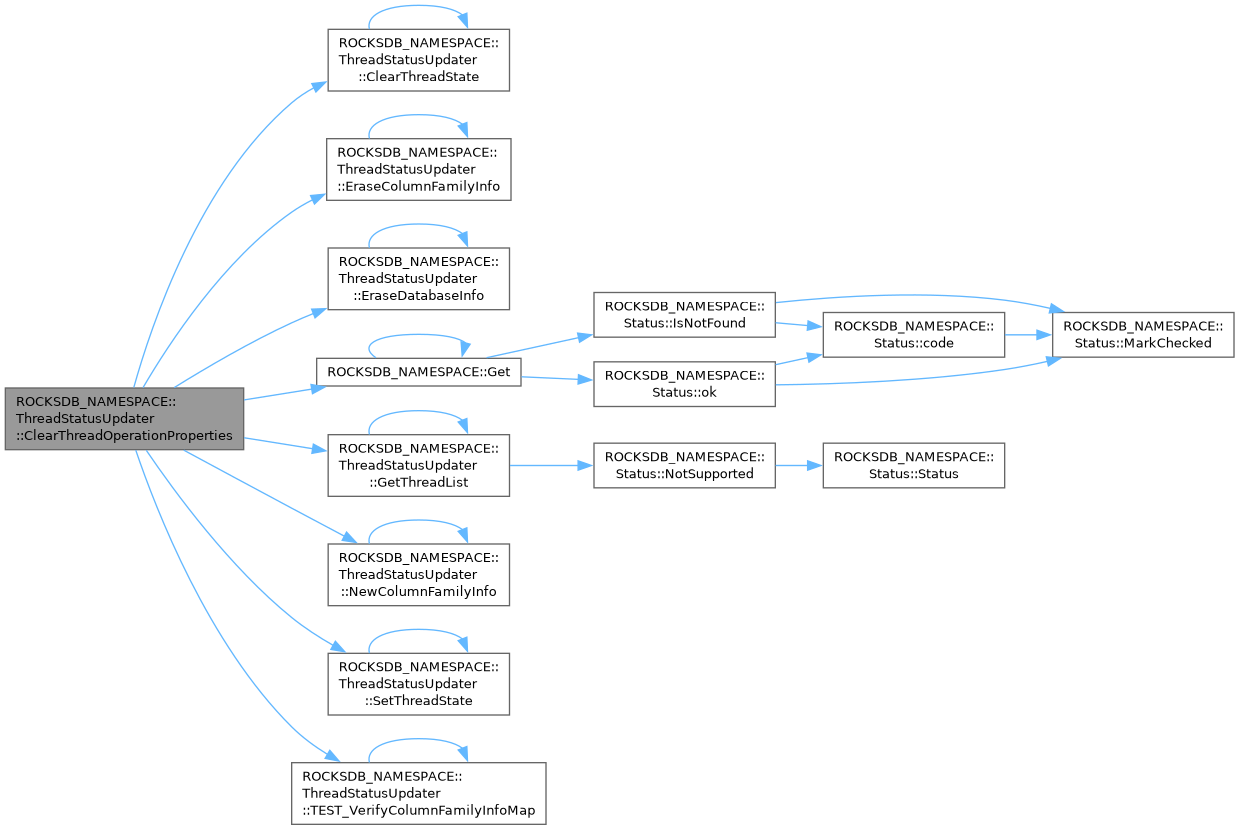 ROCKSDB_NAMESPACE::
ThreadStatusUpdater
::ClearThreadOperationProperties
ROCKSDB_NAMESPACE::
ThreadStatusUpdater
::ClearThreadState
ROCKSDB_NAMESPACE::
ThreadStatusUpdater
::EraseColumnFamilyInfo
ROCKSDB_NAMESPACE::
ThreadStatusUpdater
::EraseDatabaseInfo
ROCKSDB_NAMESPACE::Get
ROCKSDB_NAMESPACE::
ThreadStatusUpdater
::GetThreadList
ROCKSDB_NAMESPACE::
ThreadStatusUpdater
::NewColumnFamilyInfo
ROCKSDB_NAMESPACE::
ThreadStatusUpdater
::SetThreadState
ROCKSDB_NAMESPACE::
ThreadStatusUpdater
::TEST_VerifyColumnFamilyInfoMap
ROCKSDB_NAMESPACE::
Status::IsNotFound
ROCKSDB_NAMESPACE::
Status::ok
ROCKSDB_NAMESPACE::
Status::NotSupported
ROCKSDB_NAMESPACE::
Status::code
ROCKSDB_NAMESPACE::
Status::Status
ROCKSDB_NAMESPACE::
Status::MarkChecked